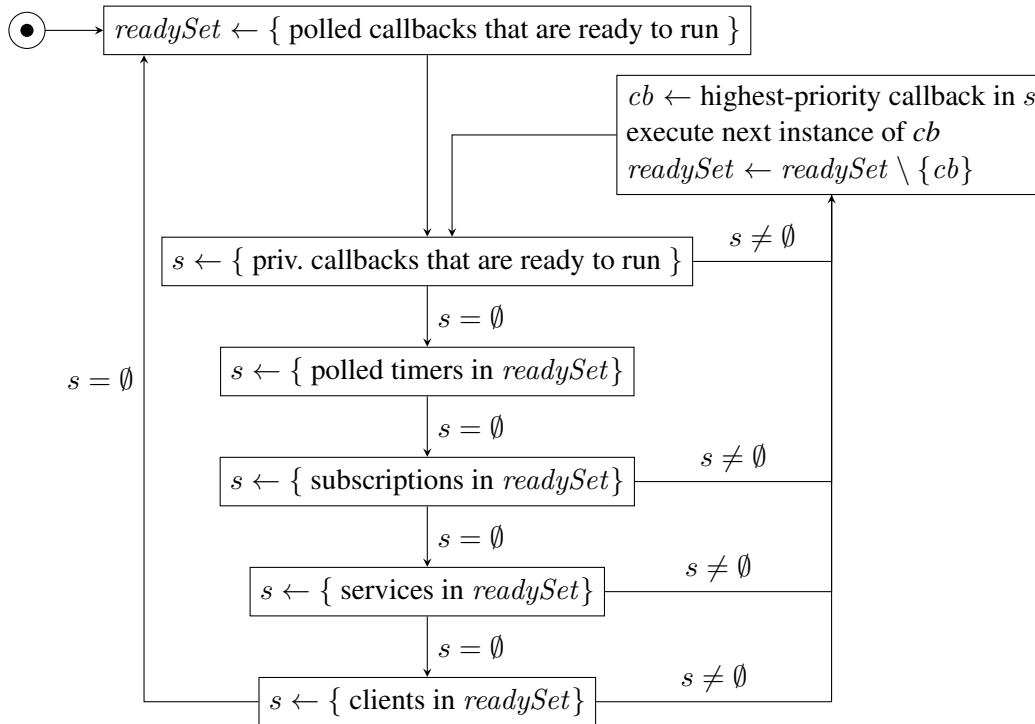 readySet ← { polled callbacks that are ready to run }
cb ← highest-priority callback in s
execute next instance of cb
readySet ← readySet \ {cb}
s ≠ ∅
s ← { priv. callbacks that are ready to run }
s = ∅
s ← { polled timers in readySet}
s = ∅
s = ∅
s ≠ ∅
s ← { subscriptions in readySet}
s = ∅
s ≠ ∅
s ← { services in readySet}
s = ∅
s ≠ ∅
s ← { clients in readySet}